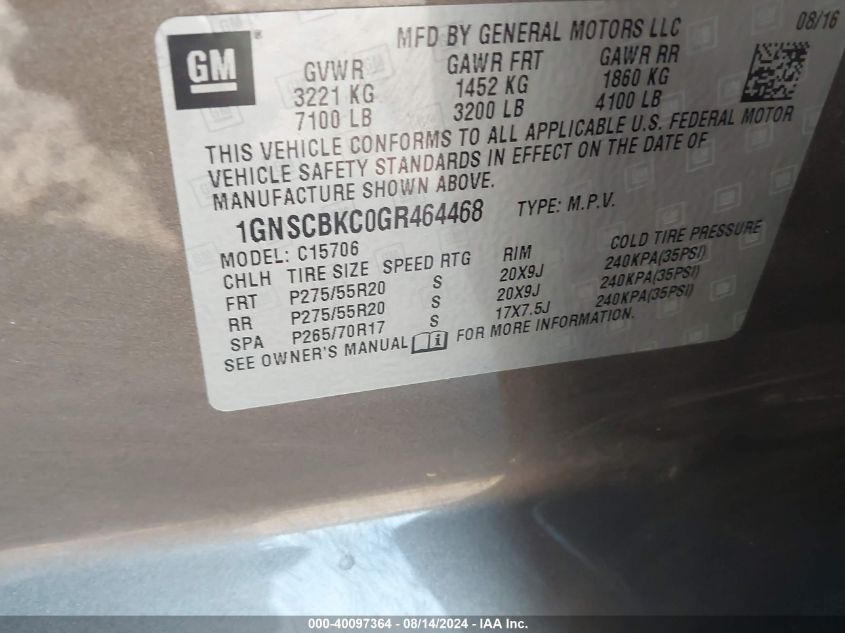 GM
MFD BY GENERAL MOTORS LLC
08/16
GVWR GAWR FRT GAWR RR
3221 KG 1452 KG 1860 KG
7100 LB 3200 LB 4100 LB
THIS VEHICLE CONFORMS TO ALL APPLICABLE U.S. FEDERAL MOTOR
VEHICLE SAFETY STANDARDS IN EFFECT ON THE DATE OF
MANUFACTURE SHOWN ABOVE.
1GNSCBKC0GR464468 TYPE: M.P.V.
MODEL: C15706
CHLH TIRE SIZE SPEED RTG RIM COLD TIRE PRESSURE
FRT P275/55R20 S 20X9J 240KPA(35PSI)
RR P275/55R20 S 20X9J 240KPA(35PSI)
SPA P265/70R17 S 17X7.5J 240KPA(35PSI)
SEE OWNER'S MANUAL FOR MORE INFORMATION.
000-40097364 - 08/14/2024 - IAA Inc.